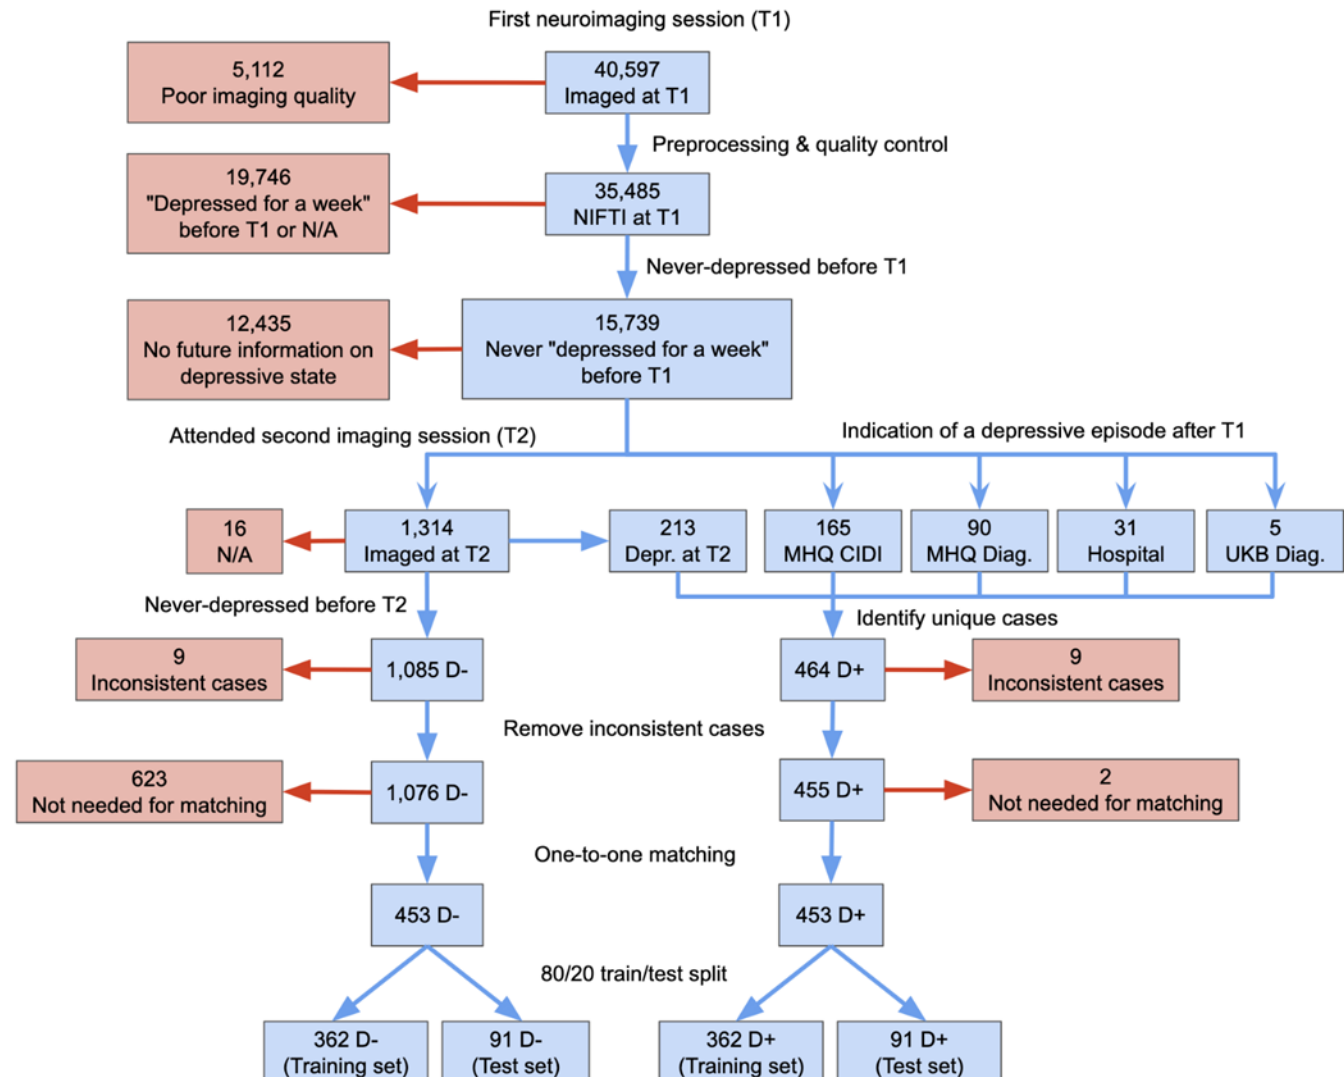 First neuroimaging session (T1)
5,112
Poor imaging quality
40,597
Imaged at T1
Preprocessing & quality control
19,746
"Depressed for a week"
before T1 or N/A
35,485
NIFTI at T1
Never-depressed before T1
12,435
No future information on
depressive state
15,739
Never "depressed for a week"
before T1
Attended second imaging session (T2)
Indication of a depressive episode after T1
16
N/A
1,314
Imaged at T2
213
Depr. at T2
165
MHQ CIDI
90
MHQ Diag.
31
Hospital
5
UKB Diag.
Never-depressed before T2
Identify unique cases
9
Inconsistent cases
1,085 D-
464 D+
9
Inconsistent cases
Remove inconsistent cases
623
Not needed for matching
1,076 D-
455 D+
2
Not needed for matching
One-to-one matching
453 D-
453 D+
80/20 train/test split
362 D-
(Training set)
91 D-
(Test set)
362 D+
(Training set)
91 D+
(Test set)